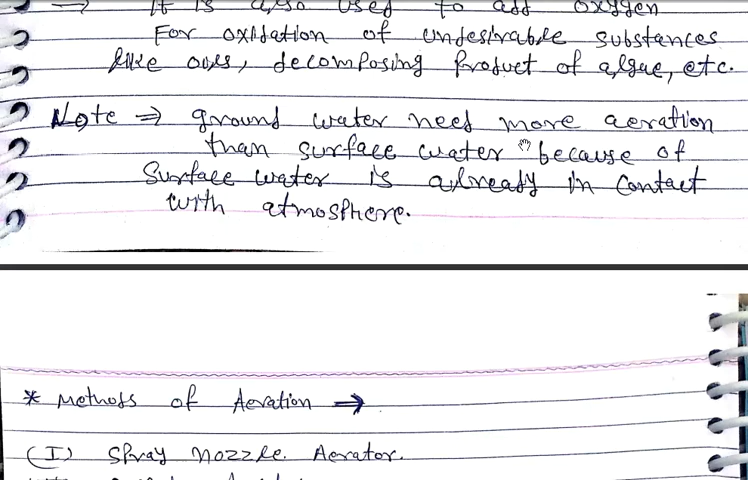 → It is also used to add oxygen
For oxidation of undesirable substances
like oils, decomposing Product of algae, etc.
Note ⇒ ground water need more aeration
than surface water because of
Surface water is already in contact
with atmosphere.
* Methods of Aeration →
(I) Spray nozzle. Aerator.